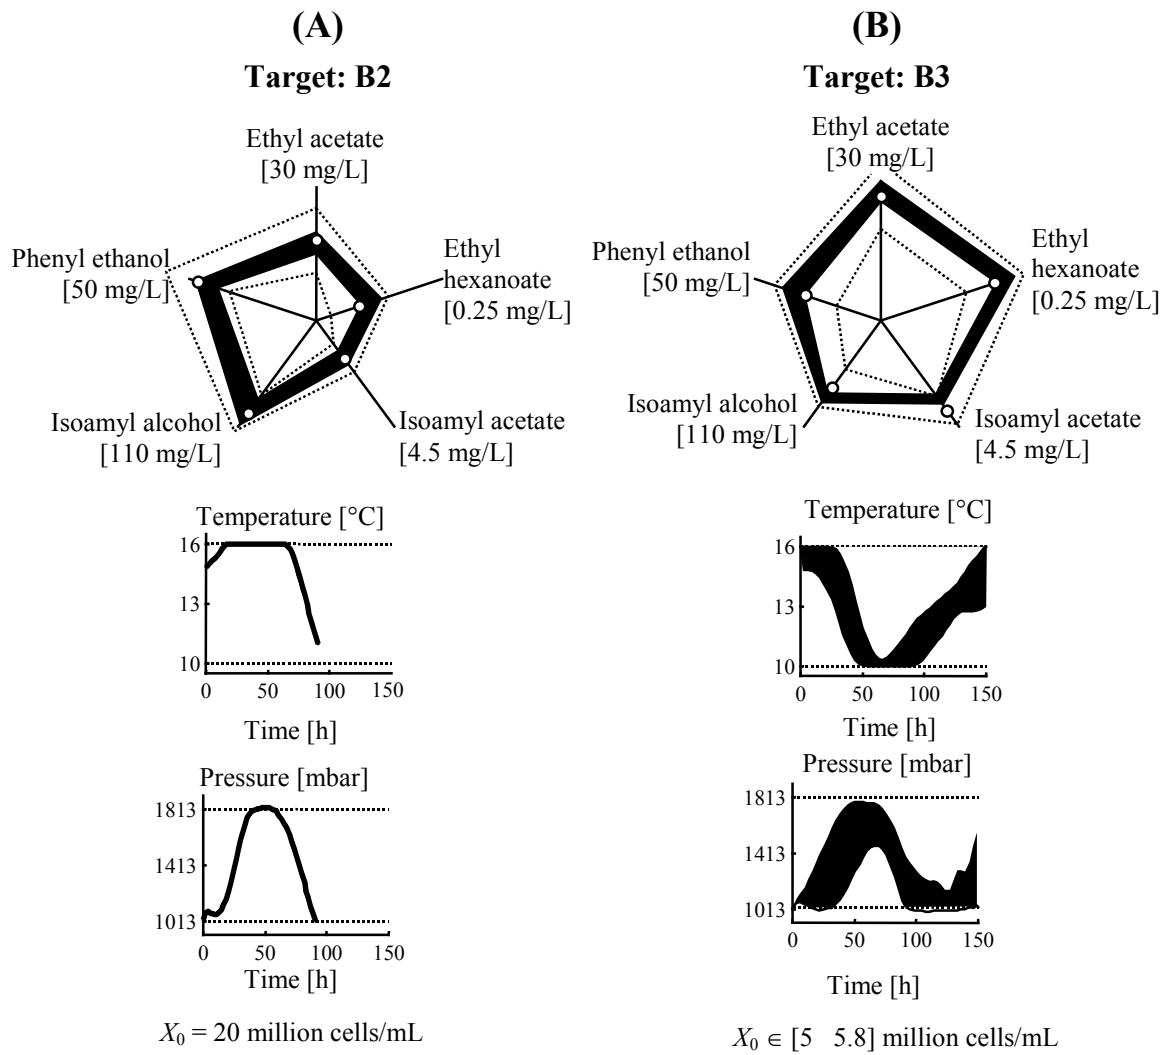 (A)
Target: B2
Ethyl acetate
[30 mg/L]
Ethyl
hexanoate
[0.25 mg/L]
Phenyl ethanol
[50 mg/L]
Isoamyl alcohol
[110 mg/L]
Isoamyl acetate
[4.5 mg/L]
Temperature [°C]
16
13
10
0 50 100 150
Time [h]
Pressure [mbar]
1813
1413
1013
0 50 100 150
Time [h]
X0 = 20 million cells/mL
(B)
Target: B3
Ethyl acetate
[30 mg/L]
Ethyl
hexanoate
[0.25 mg/L]
Phenyl ethanol
[50 mg/L]
Isoamyl alcohol
[110 mg/L]
Isoamyl acetate
[4.5 mg/L]
Temperature [°C]
16
13
10
0 50 100 150
Time [h]
Pressure [mbar]
1813
1413
1013
0 50 100 150
Time [h]
X0 ∈ [5 5.8] million cells/mL